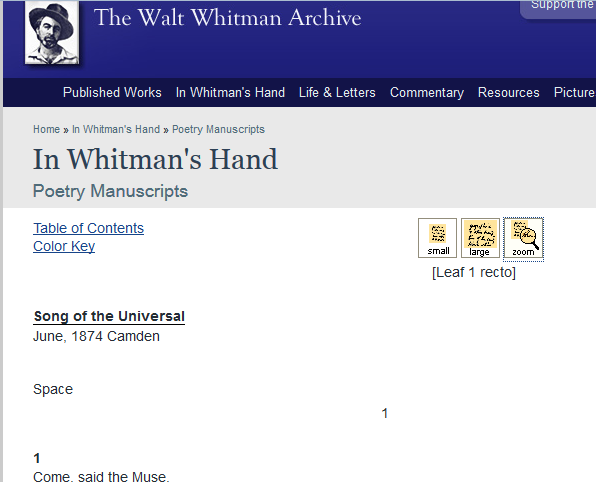 Support the
The Walt Whitman Archive
Published Works In Whitman's Hand Life & Letters Commentary Resources Picture
Home » In Whitman's Hand » Poetry Manuscripts
In Whitman's Hand
Poetry Manuscripts
Table of Contents
Color Key
small large zoom
[Leaf 1 recto]
Song of the Universal
June, 1874 Camden
Space
1
1
Come, said the Muse,